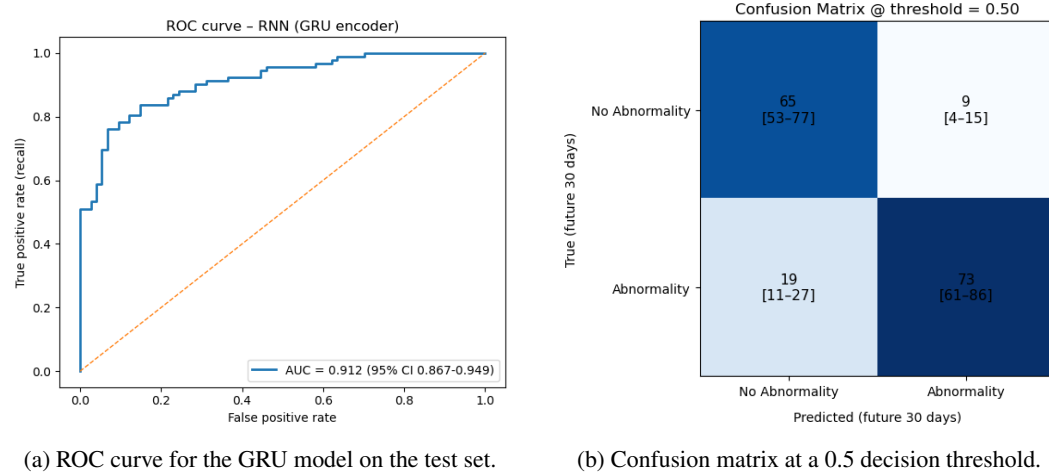 ROC curve – RNN (GRU encoder)
1.0
0.8
0.6
0.4
0.2
0.0
True positive rate (recall)
0.0 0.2 0.4 0.6 0.8 1.0
False positive rate
AUC = 0.912 (95% CI 0.867-0.949)
(a) ROC curve for the GRU model on the test set.
Confusion Matrix @ threshold = 0.50
True (future 30 days)
No Abnormality
65
[53–77]
9
[4–15]
Abnormality
19
[11–27]
73
[61–86]
No Abnormality Abnormality
Predicted (future 30 days)
(b) Confusion matrix at a 0.5 decision threshold.